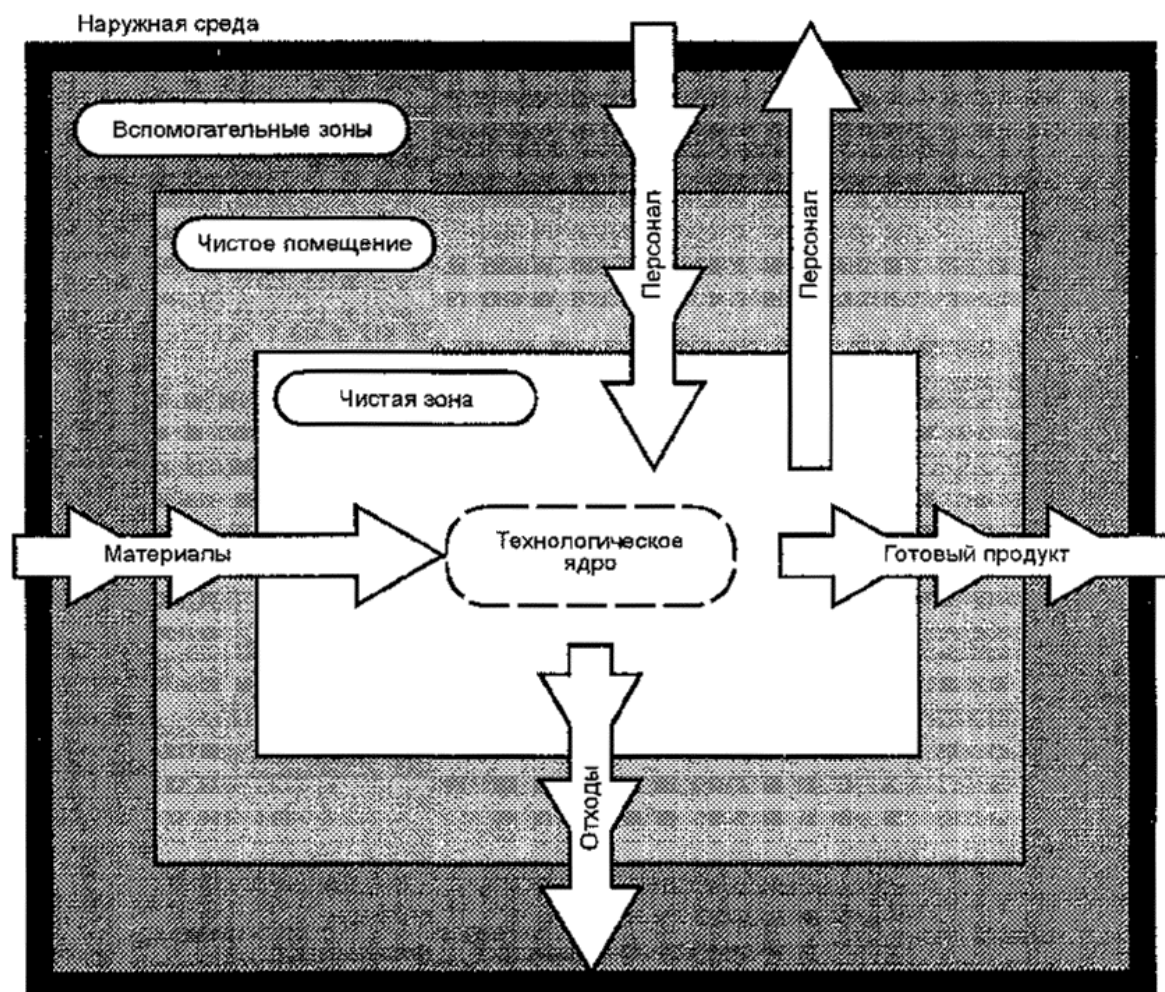 Наружная среда
Вспомогательные зоны
Чистое помещение
Чистая зона
Персонал
Персонал
Материалы
Технологическое
ядро
Готовый продукт
Отходы